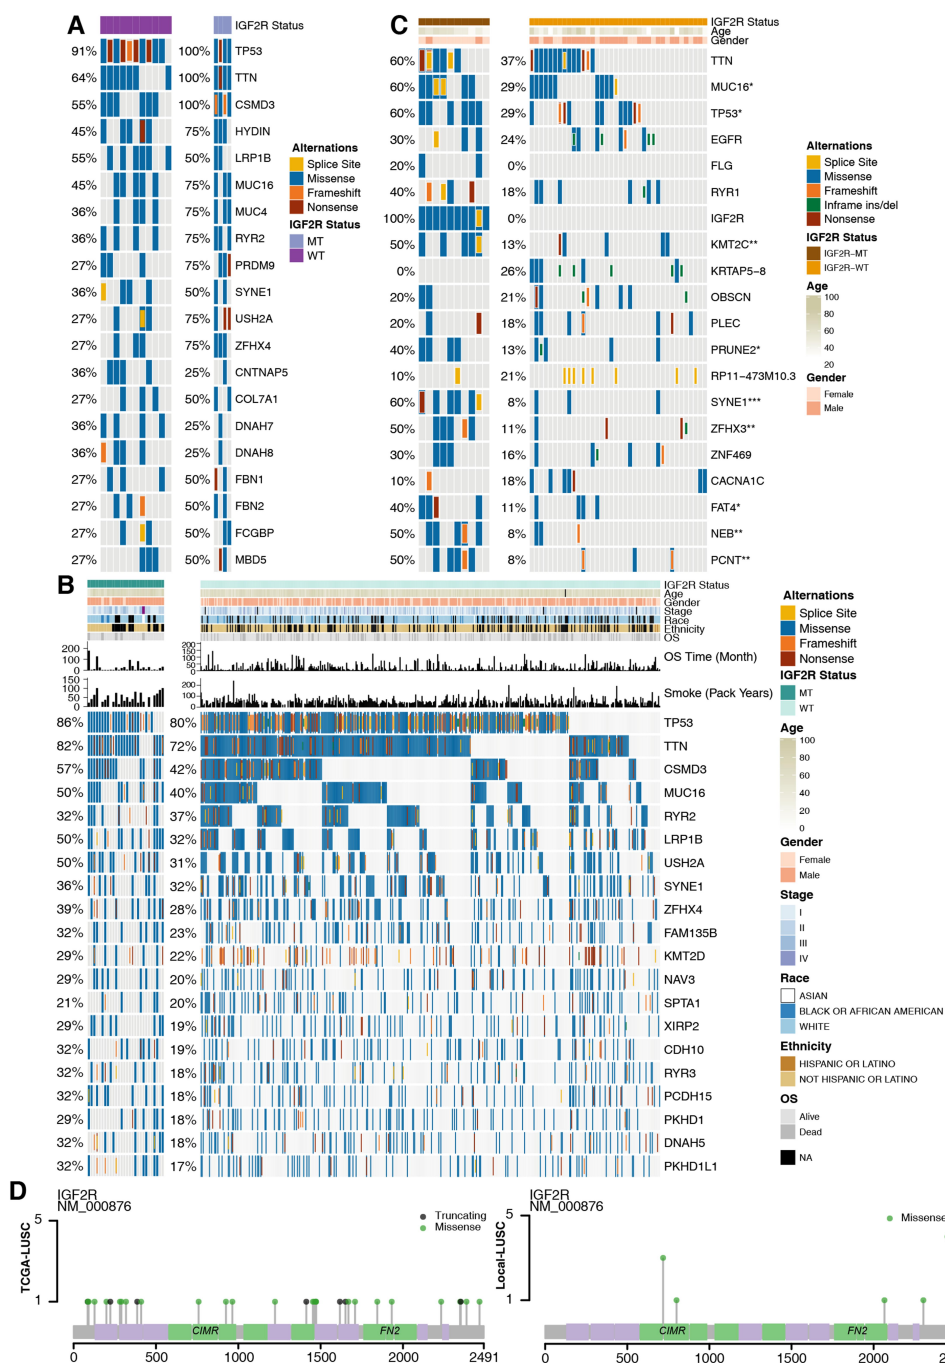 A
IGF2R Status
91% 100% TP53
64% 100% TTN
55% 100% CSMD3
45% 75% HYDIN
55% 50% LRP1B
45% 75% MUC16
36% 75% MUC4
36% 75% RYR2
27% 75% PRDM9
36% 50% SYNE1
27% 75% USH2A
27% 75% ZFHX4
36% 25% CNTNAP5
27% 50% COL7A1
36% 25% DNAH7
36% 25% DNAH8
27% 50% FBN1
27% 50% FBN2
27% 50% FCGBP
27% 50% MBD5
Alternations
Splice Site
Missense
Frameshift
Nonsense
IGF2R Status
MT
WT
C
IGF2R Status
Age
Gender
60% 37% TTN
60% 29% MUC16*
60% 29% TP53*
30% 24% EGFR
20% 0% FLG
40% 18% RYR1
100% 0% IGF2R
50% 13% KMT2C**
0% 26% KRTAP5-8
20% 21% OBSCN
20% 18% PLEC
40% 13% PRUNE2*
10% 21% RP11-473M10.3
60% 8% SYNE1***
50% 11% ZFHX3**
30% 16% ZNF469
10% 18% CACNA1C
40% 11% FAT4*
50% 8% NEB**
50% 8% PCNT**
Alternations
Splice Site
Missense
Frameshift
Inframe ins/del
Nonsense
IGF2R Status
IGF2R-MT
IGF2R-WT
Age
100
80
60
40
20
Gender
Female
Male
B
IGF2R Status
Age
Gender
Stage
Race
Ethnicity
OS
200
100
0
200
150
100
50
0
OS Time (Month)
150
100
50
0
200
150
100
50
0
Smoke (Pack Years)
86% 80% TP53
82% 72% TTN
57% 42% CSMD3
50% 40% MUC16
32% 37% RYR2
50% 32% LRP1B
50% 31% USH2A
36% 32% SYNE1
39% 28% ZFHX4
32% 23% FAM135B
29% 22% KMT2D
29% 20% NAV3
21% 20% SPTA1
29% 19% XIRP2
32% 19% CDH10
32% 18% RYR3
32% 18% PCDH15
29% 18% PKHD1
32% 18% DNAH5
32% 17% PKHD1L1
Alternations
Splice Site
Missense
Frameshift
Nonsense
IGF2R Status
MT
WT
Age
100
80
60
40
20
0
Gender
Female
Male
Stage
I
II
III
IV
Race
ASIAN
BLACK OR AFRICAN AMERICAN
WHITE
Ethnicity
HISPANIC OR LATINO
NOT HISPANIC OR LATINO
OS
Alive
Dead
NA
D
IGF2R
NM_000876
5
1
TCGA-LUSC
Truncating
Missense
CIMR FN2
0 500 1000 1500 2000 2491
IGF2R
NM_000876
5
1
Local-LUSC
Missense
CIMR FN2
0 500 1000 1500 2000